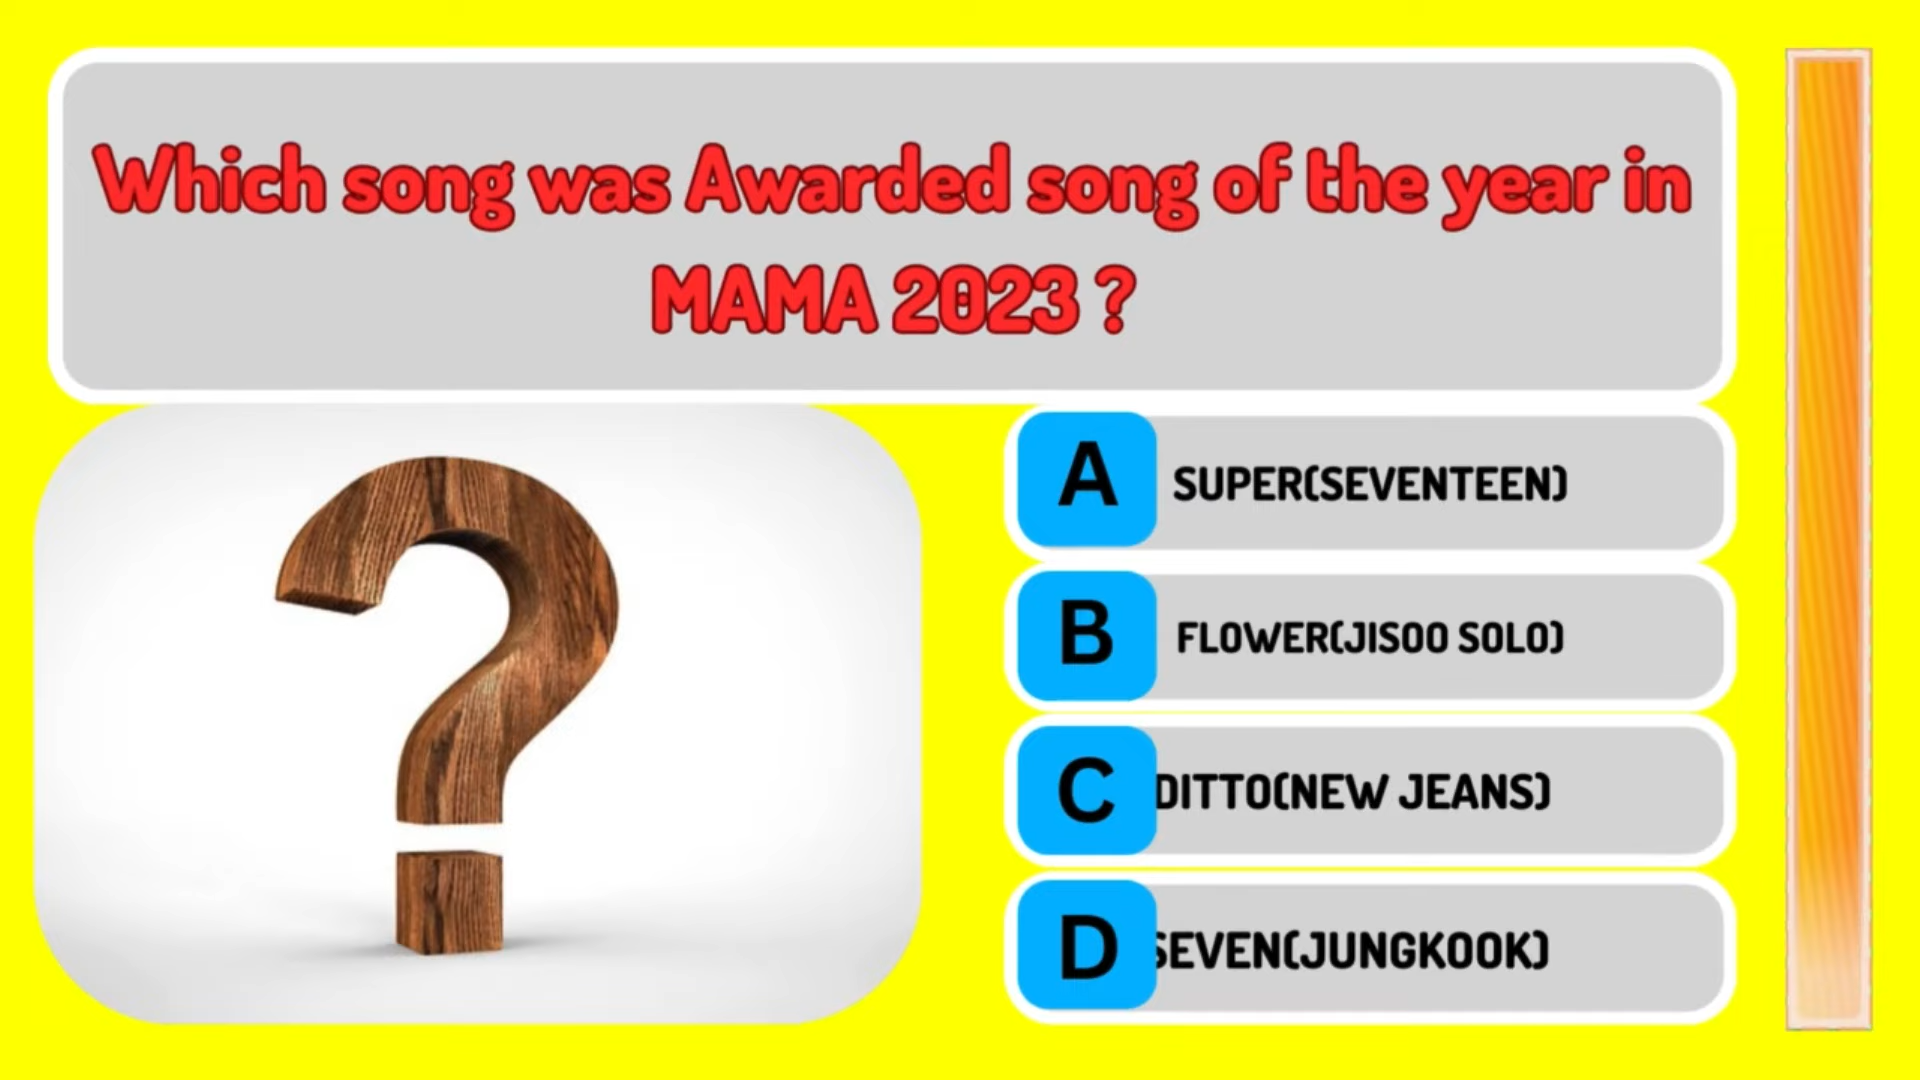 Which song was Awarded song of the year in
MAMA 2023 ?
A SUPER(SEVENTEEN)
B FLOWER(JISOO SOLO)
C DITTO(NEW JEANS)
D SEVEN(JUNGKOOK)